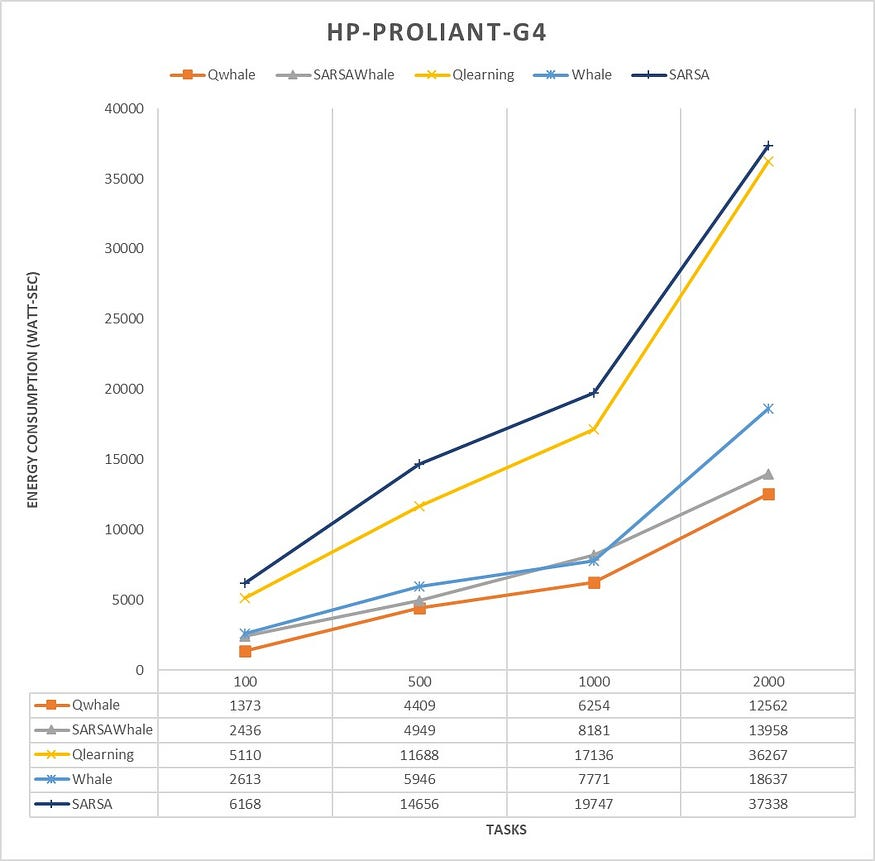 HP-PROLIANT-G4
Qwhale SARSAWhale Qlearning Whale SARSA
40000
35000
30000
25000
20000
15000
10000
5000
0
ENERGY CONSUMPTION (WATT-SEC)
100 500 1000 2000
Qwhale 1373 4409 6254 12562
SARSAWhale 2436 4949 8181 13958
Qlearning 5110 11688 17136 36267
Whale 2613 5946 7771 18637
SARSA 6168 14656 19747 37338
TASKS